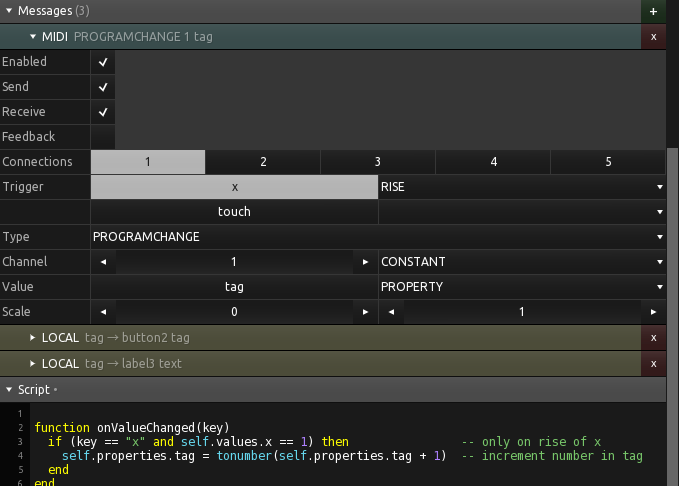 Messages (3) +
MIDI PROGRAMCHANGE 1 tag x
Enabled
Send
Receive
Feedback
Connections 1 2 3 4 5
Trigger x RISE
touch
Type PROGRAMCHANGE
Channel 1 CONSTANT
Value tag PROPERTY
Scale 0 1
LOCAL tag → button2 tag x
LOCAL tag → label3 text x
Script •
1
2 function onValueChanged(key)
3 if (key == "x" and self.values.x == 1) then -- only on rise of x
4 self.properties.tag = tonumber(self.properties.tag + 1) -- increment number in tag
5 end
6 end